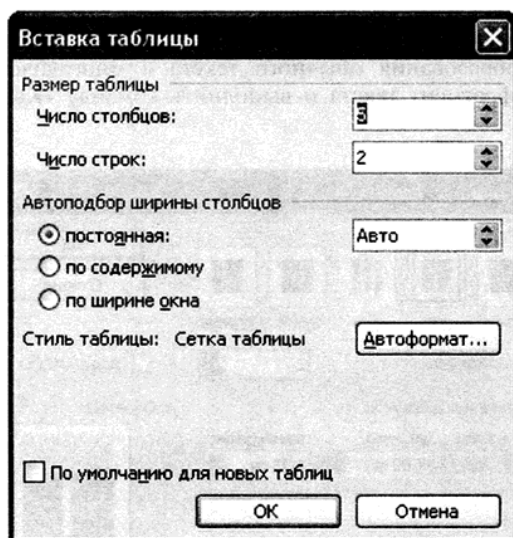 Вставка таблицы
Размер таблицы
Число столбцов: 3
Число строк: 2
Автоподбор ширины столбцов
постоянная: Авто
по содержимому
по ширине окна
Стиль таблицы: Сетка таблицы Автоформат...
По умолчанию для новых таблиц
ОК Отмена